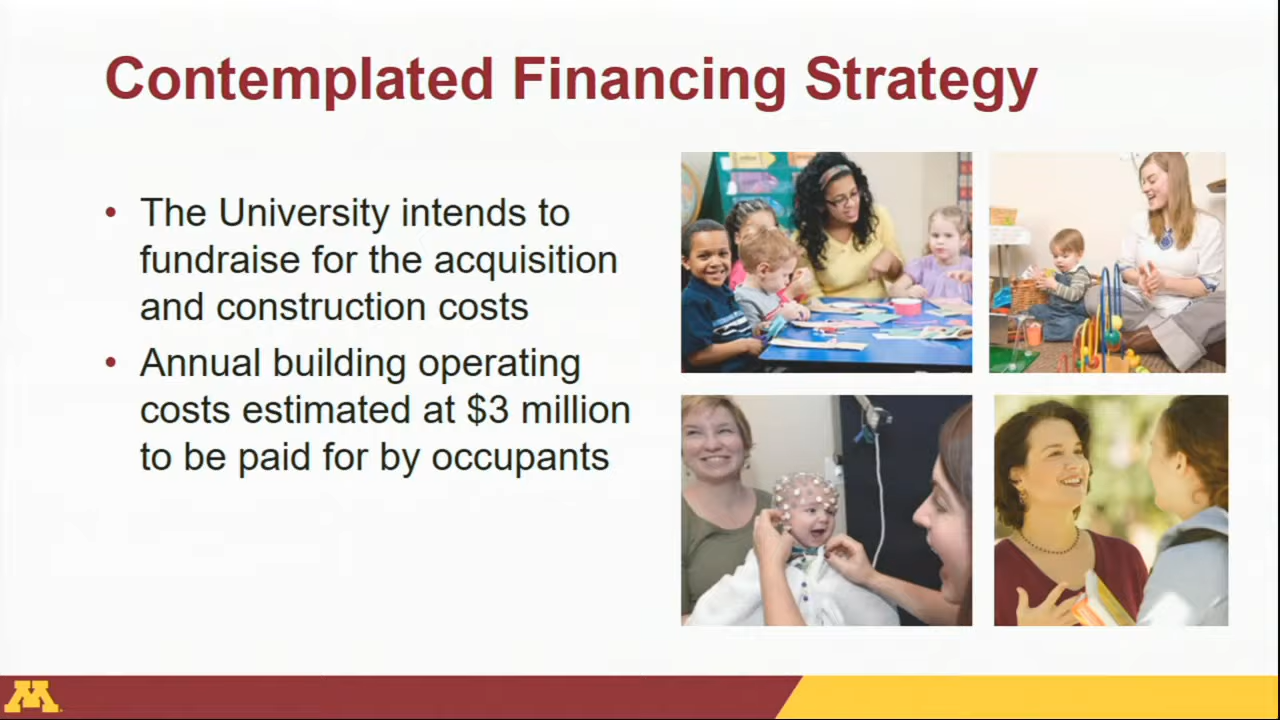 Contemplated Financing Strategy
• The University intends to
fundraise for the acquisition
and construction costs
• Annual building operating
costs estimated at $3 million
to be paid for by occupants
M